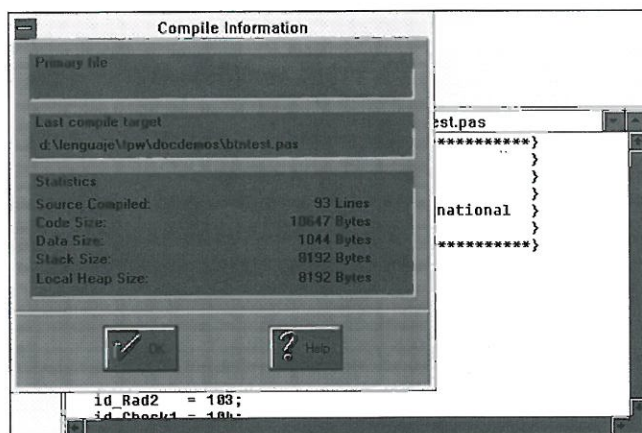 Compile Information
Primary file
Last compile target
d:\lenguaje\tpw\docdemos\btntest.pas
Statistics
Source Compiled: 93 Lines
Code Size: 10647 Bytes
Data Size: 1044 Bytes
Stack Size: 8192 Bytes
Local Heap Size: 8192 Bytes
OK
Help
est.pas
**********}
}
}
}
national }
}
**********}
id_Rad2 = 103;
id_Check1 = 104;